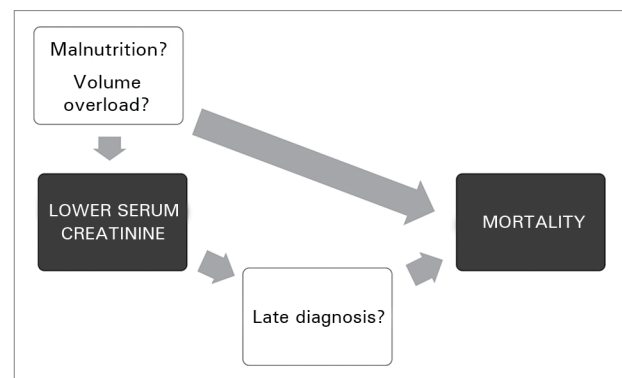 Malnutrition?
Volume
overload?
LOWER SERUM
CREATININE
MORTALITY
Late diagnosis?